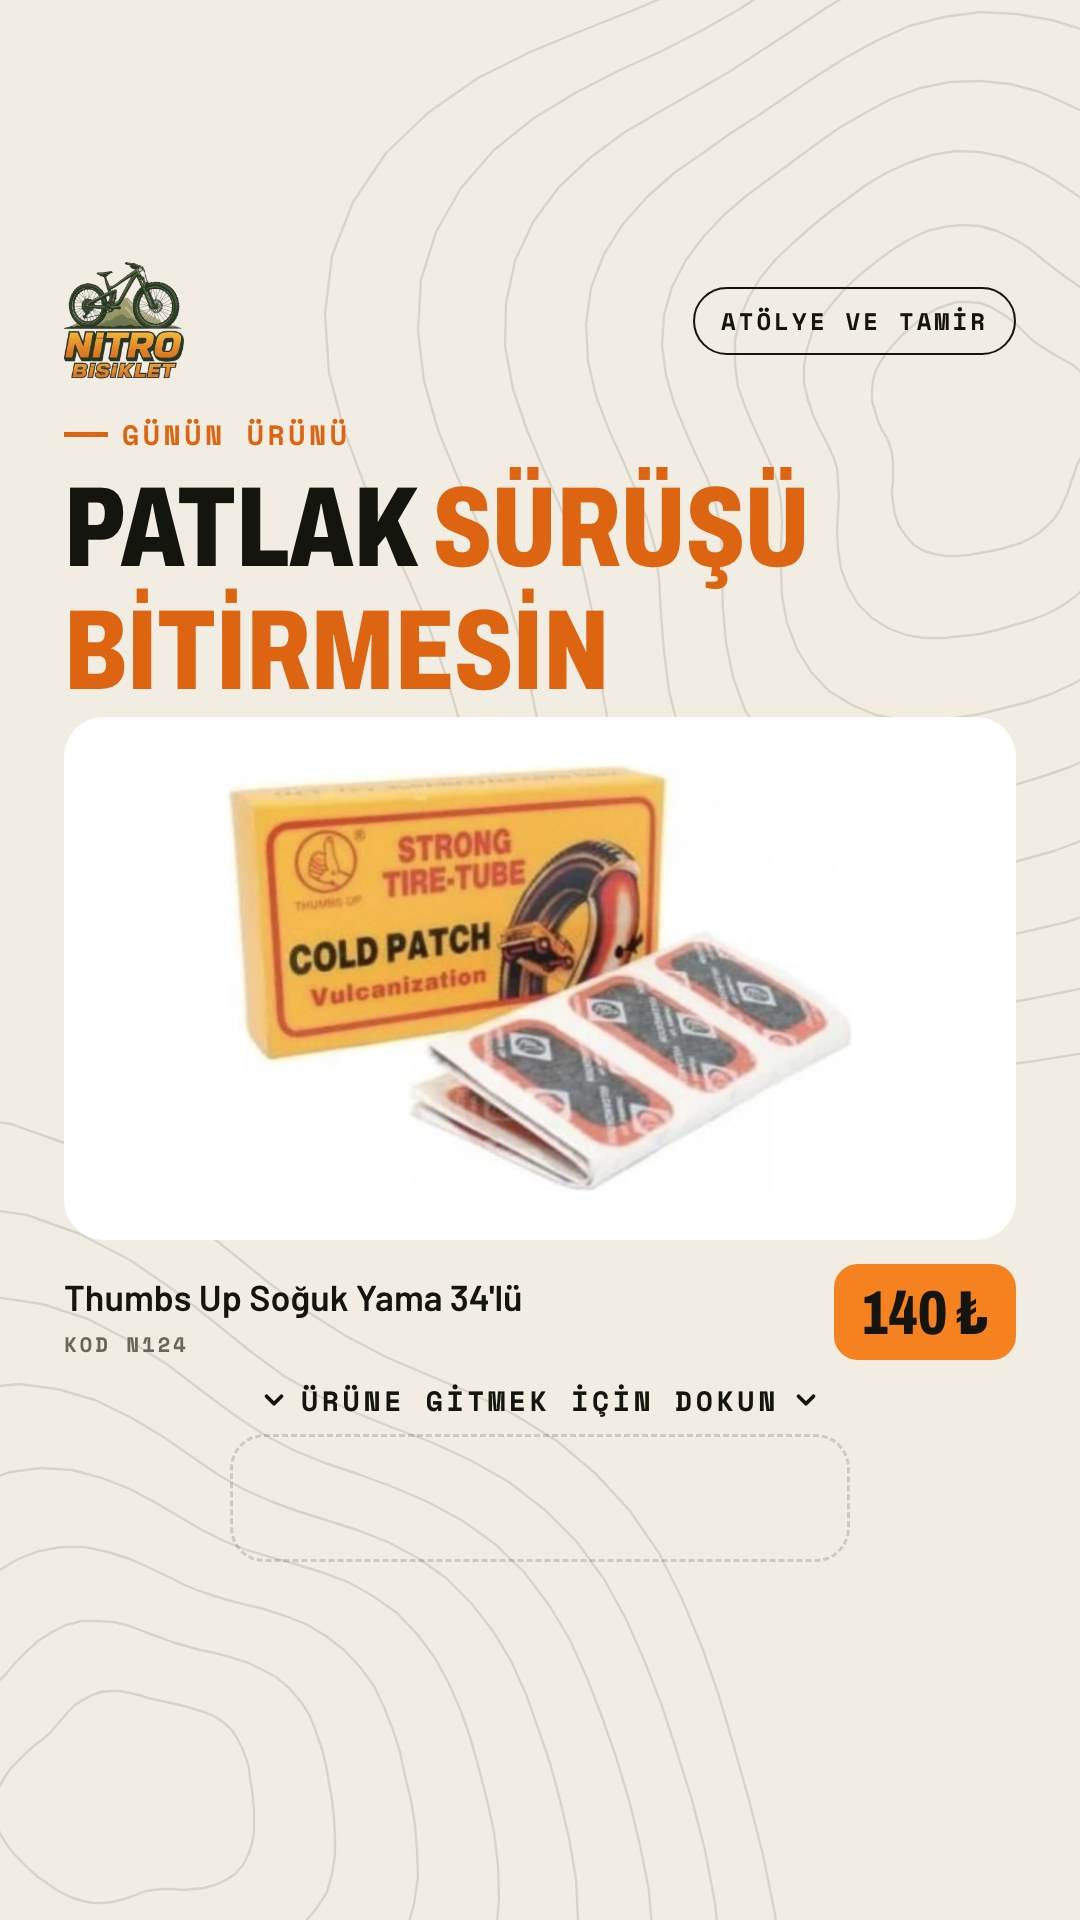 NITRO
BISIKLET
ATÖLYE VE TAMİR
GÜNÜN ÜRÜNÜ
PATLAK SÜRÜŞÜ
BİTİRMESİN
STRONG
TIRE-TUBE
THUMBS UP
COLD PATCH
Vulcanization
Thumbs Up Soğuk Yama 34'lü
140 ₺
KOD N124
ÜRÜNE GİTMEK İÇİN DOKUN